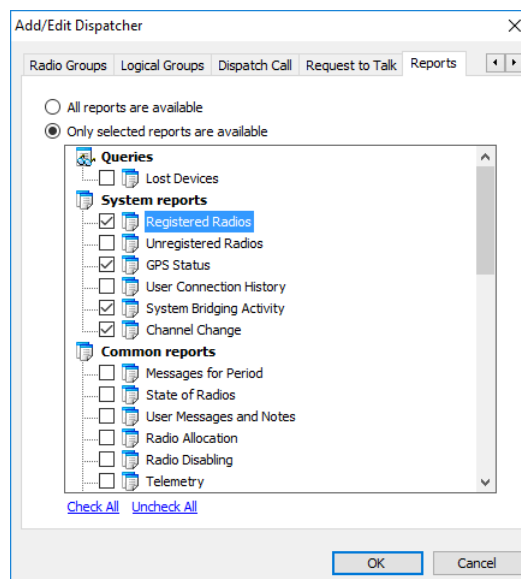 Add/Edit Dispatcher
Radio Groups Logical Groups Dispatch Call Request to Talk Reports
All reports are available
Only selected reports are available
Queries
Lost Devices
System reports
Registered Radios
Unregistered Radios
GPS Status
User Connection History
System Bridging Activity
Channel Change
Common reports
Messages for Period
State of Radios
User Messages and Notes
Radio Allocation
Radio Disabling
Telemetry
Check All Uncheck All
OK Cancel